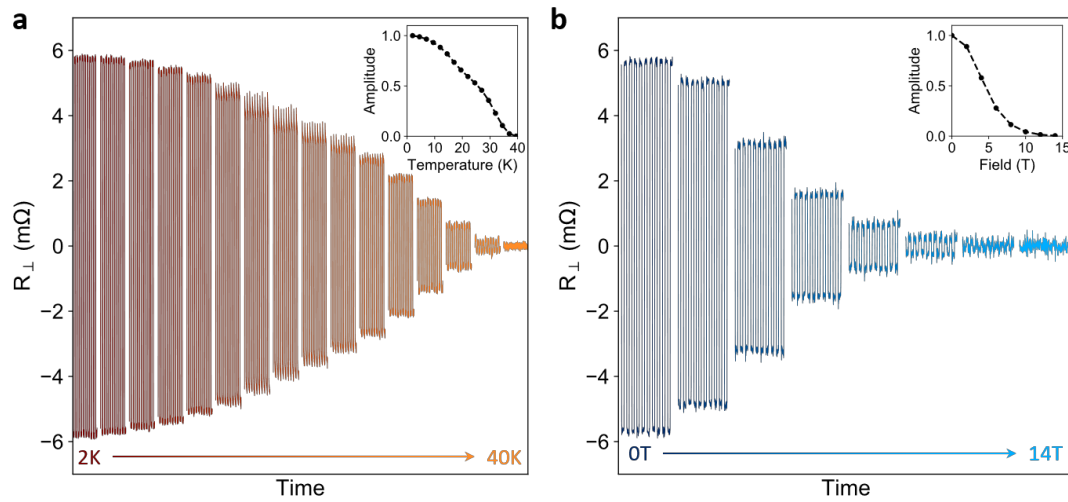 a
6
4
2
0
−2
−4
−6
R⊥ (mΩ)
2K
40K
Time
1.0
0.5
0.0
Amplitude
0 10 20 30 40
Temperature (K)
b
6
4
2
0
−2
−4
−6
R⊥ (mΩ)
0T
14T
Time
1.0
0.5
0.0
Amplitude
0 5 10 15
Field (T)